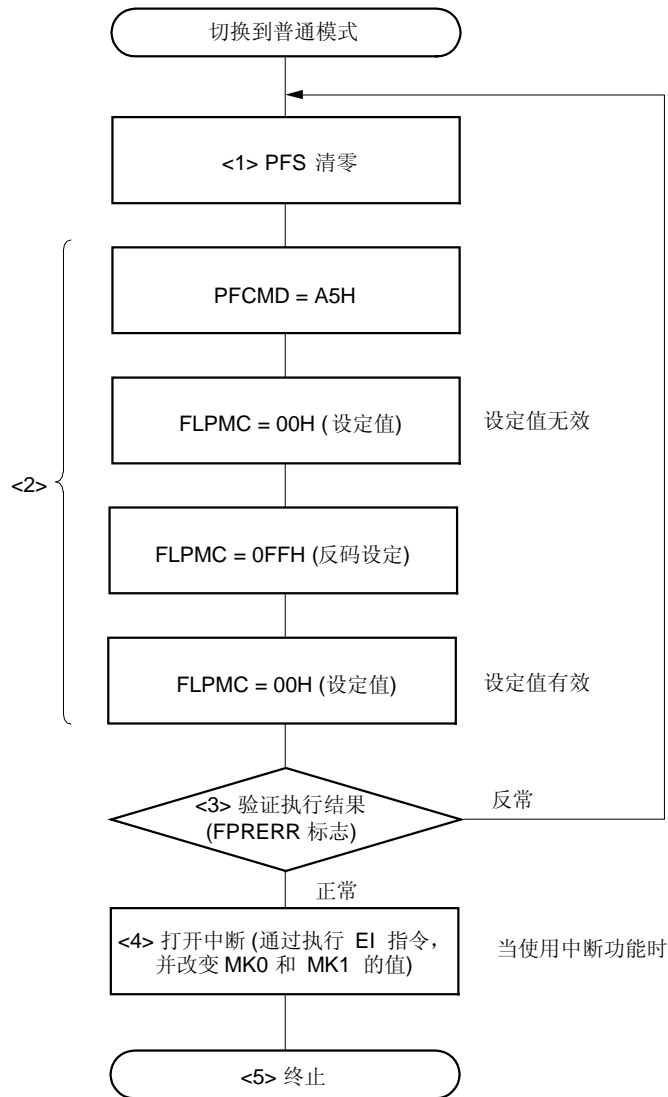 切换到普通模式
<1> PFS 清零
PFCMD = A5H
FLPMC = 00H (设定值)
设定值无效
<2>
FLPMC = 0FFH (反码设定)
FLPMC = 00H (设定值)
设定值有效
<3> 验证执行结果
(FPRERR 标志)
反常
正常
<4> 打开中断 (通过执行 EI 指令，
并改变 MK0 和 MK1 的值)
当使用中断功能时
<5> 终止